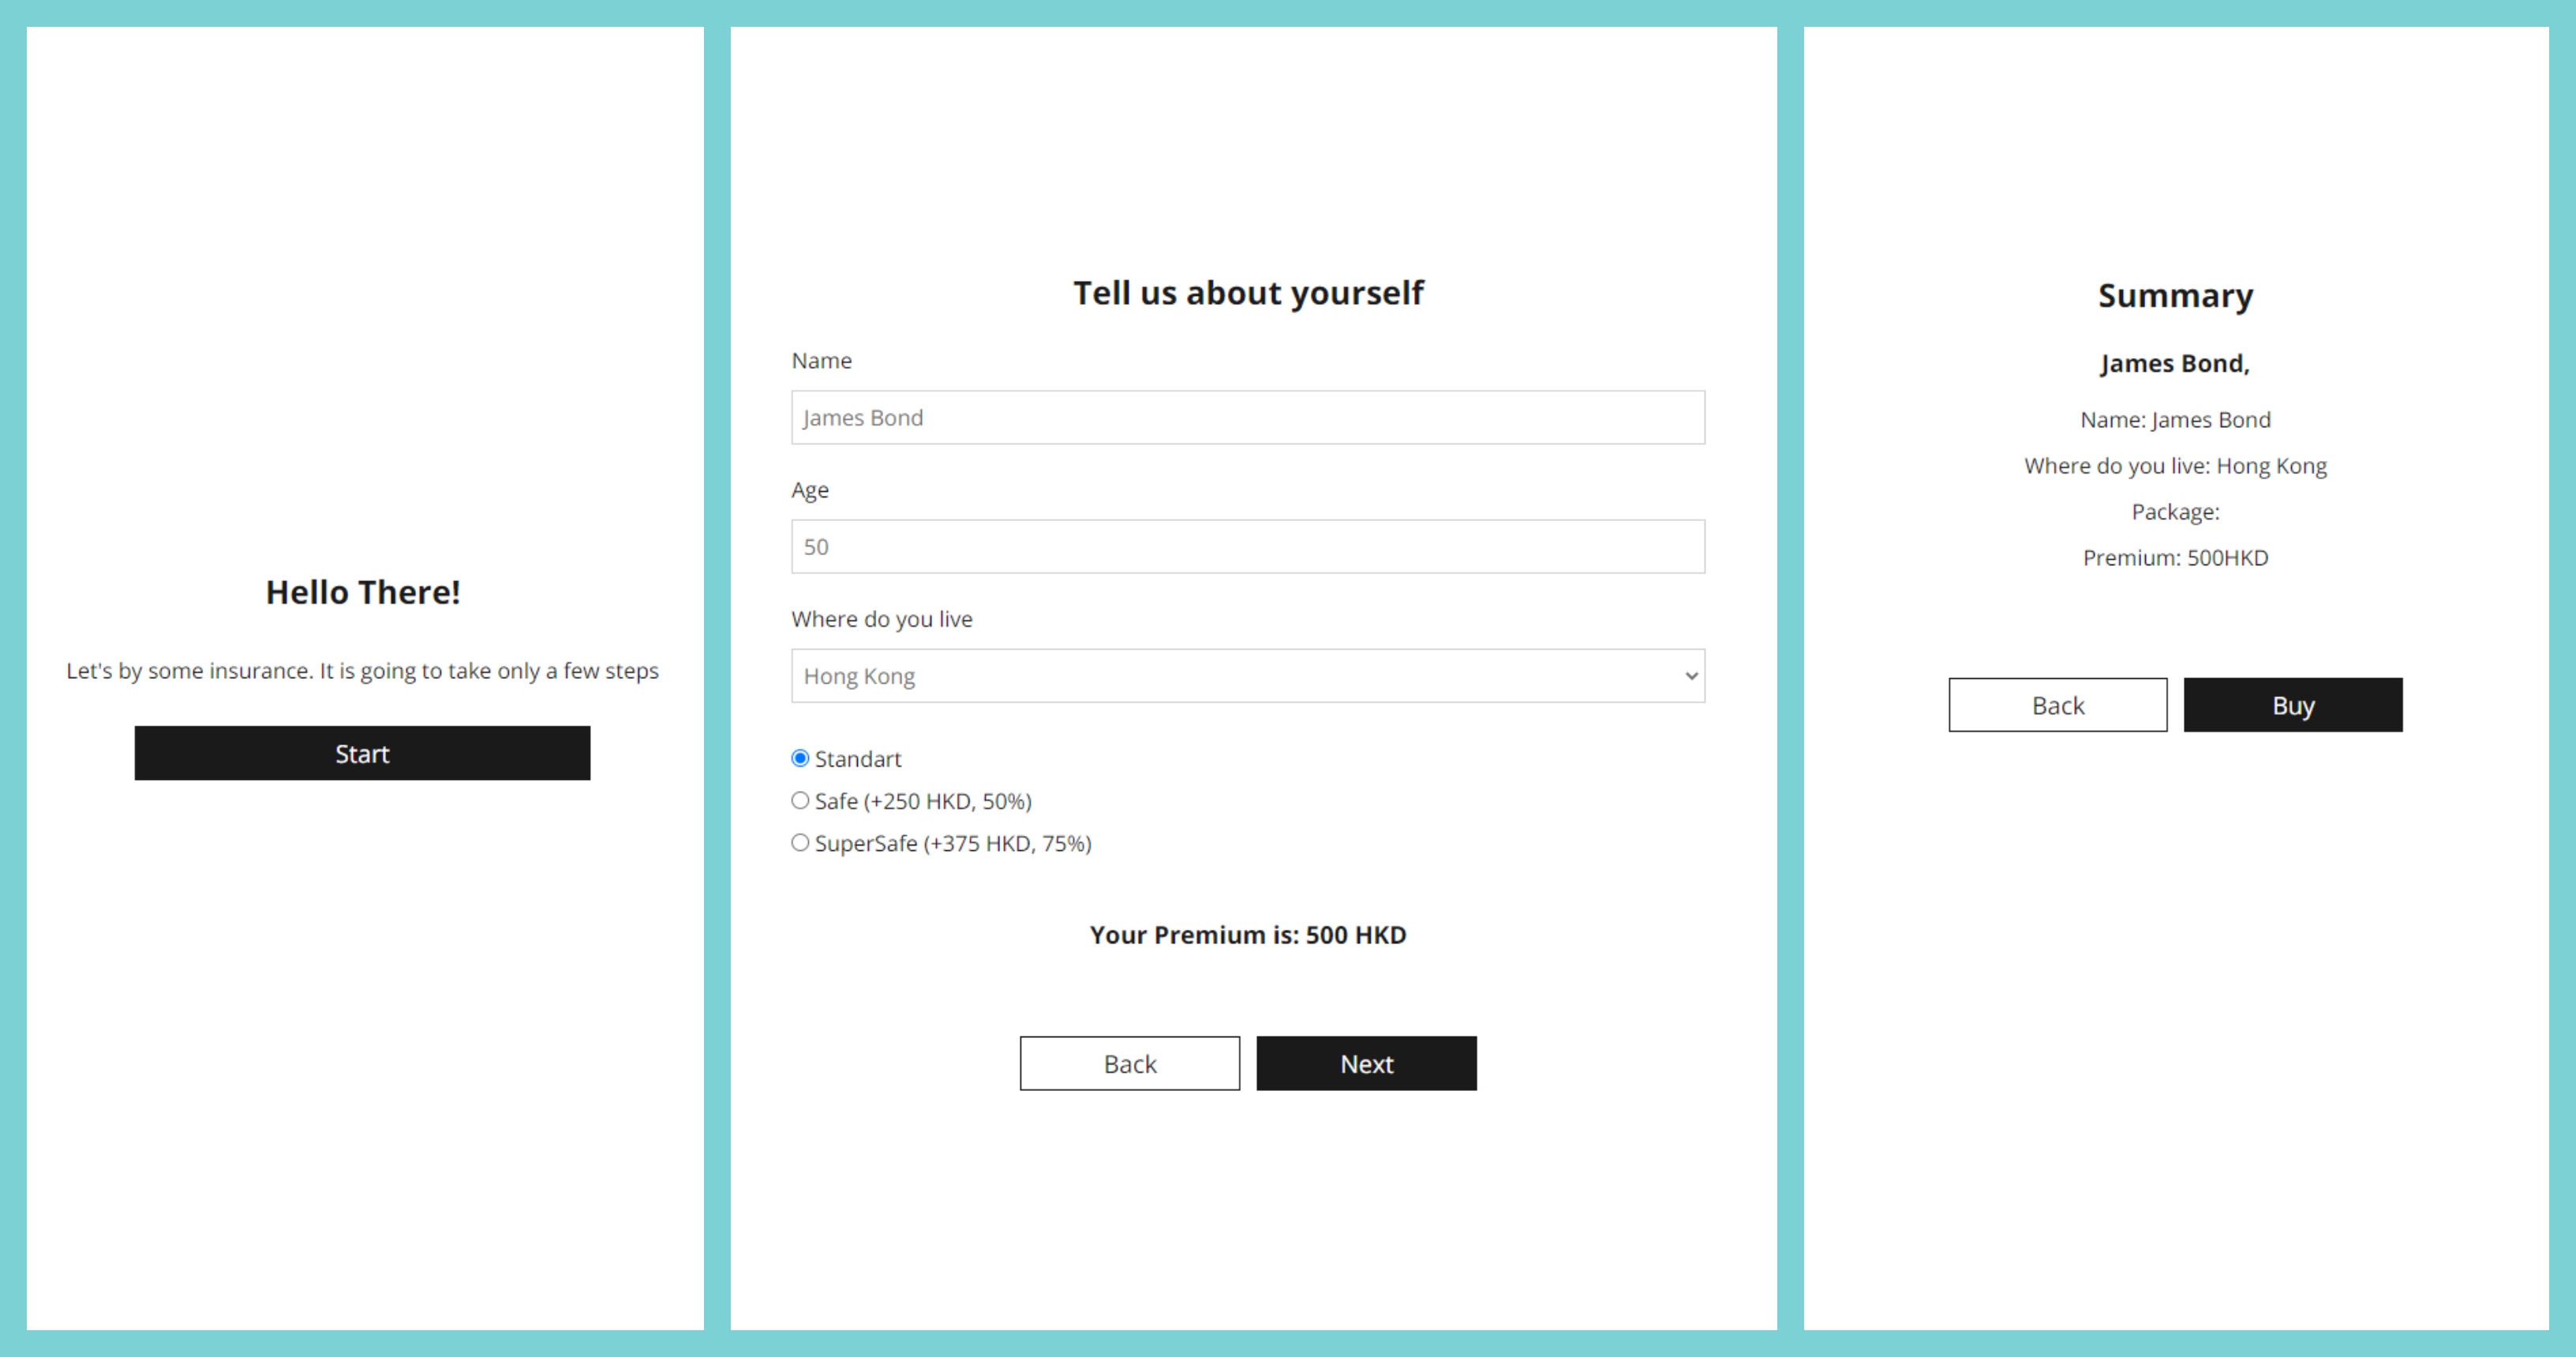 Hello There!
Let's by some insurance. It is going to take only a few steps
Start
Tell us about yourself
Name
James Bond
Age
50
Where do you live
Hong Kong
Standart
Safe (+250 HKD, 50%)
SuperSafe (+375 HKD, 75%)
Your Premium is: 500 HKD
Back
Next
Summary
James Bond,
Name: James Bond
Where do you live: Hong Kong
Package:
Premium: 500HKD
Back
Buy